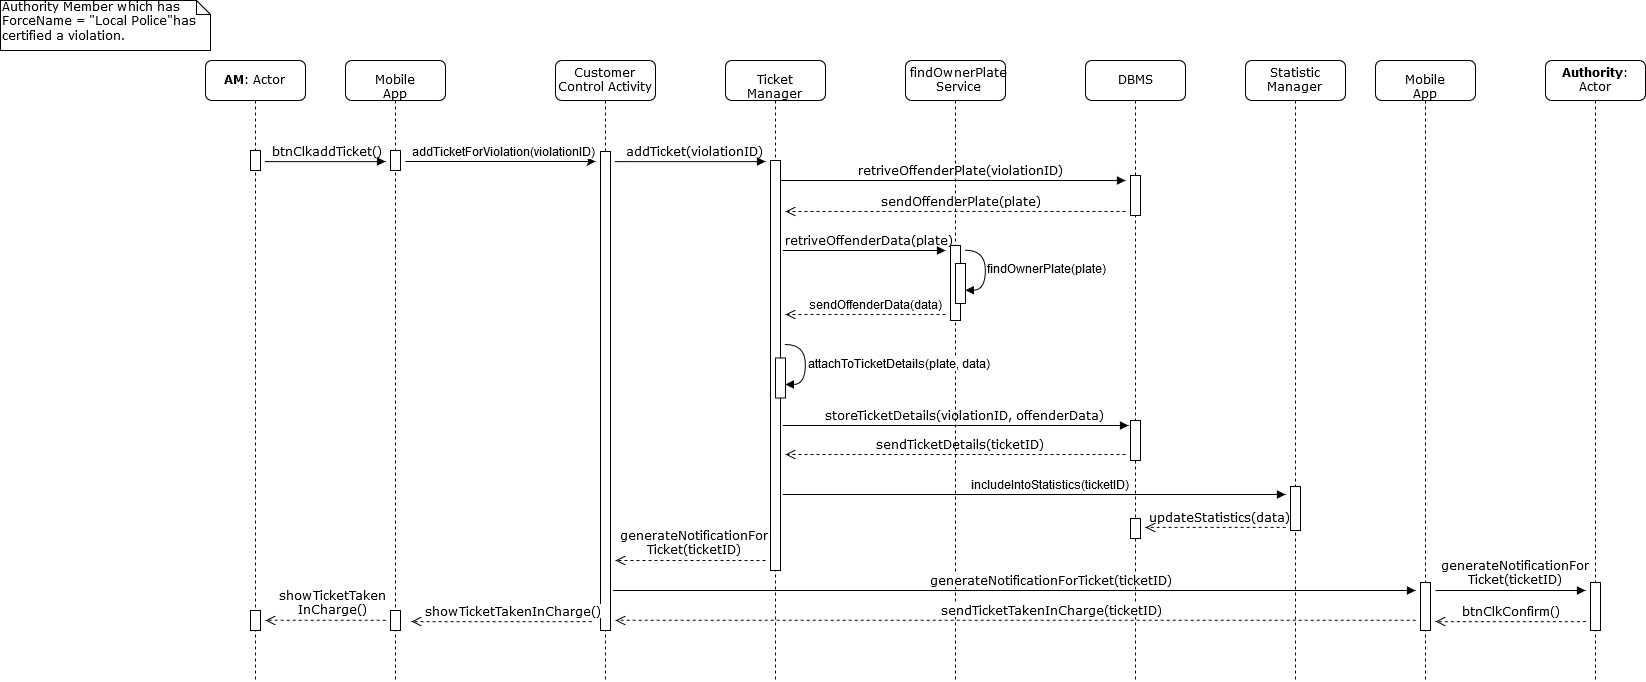 Authority Member which has
ForceName = "Local Police"has
certified a violation.
AM: Actor
Mobile
App
Customer
Control Activity
Ticket
Manager
findOwnerPlate
Service
DBMS
Statistic
Manager
Mobile
App
Authority:
Actor
btnClkaddTicket()
addTicketForViolation(violationID)
addTicket(violationID)
retriveOffenderPlate(violationID)
sendOffenderPlate(plate)
retriveOffenderData(plate)
findOwnerPlate(plate)
sendOffenderData(data)
attachToTicketDetails(plate, data)
storeTicketDetails(violationID, offenderData)
sendTicketDetails(ticketID)
includeIntoStatistics(ticketID)
updateStatistics(data)
generateNotificationFor
Ticket(ticketID)
generateNotificationForTicket(ticketID)
generateNotificationFor
Ticket(ticketID)
showTicketTaken
InCharge()
showTicketTakenInCharge()
sendTicketTakenInCharge(ticketID)
btnClkConfirm()